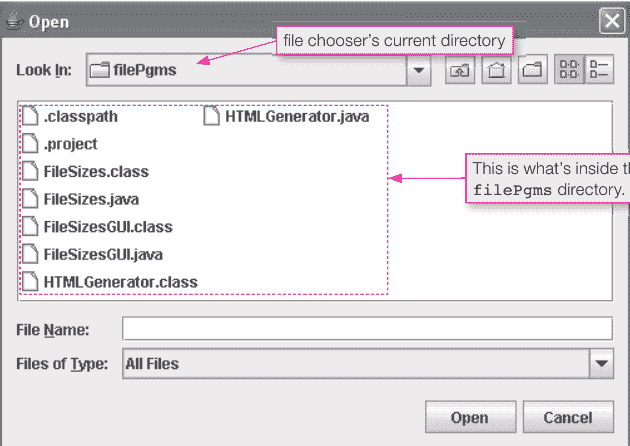 Open
file chooser’s current directory
Look In: filePgms
.classpath HTMLGenerator.java
.project
FileSizes.class
This is what’s inside
FileSizes.java
filePgms directory.
FileSizesGUI.class
FileSizesGUI.java
HTMLGenerator.class
File Name:
Files of Type: All Files
Open Cancel